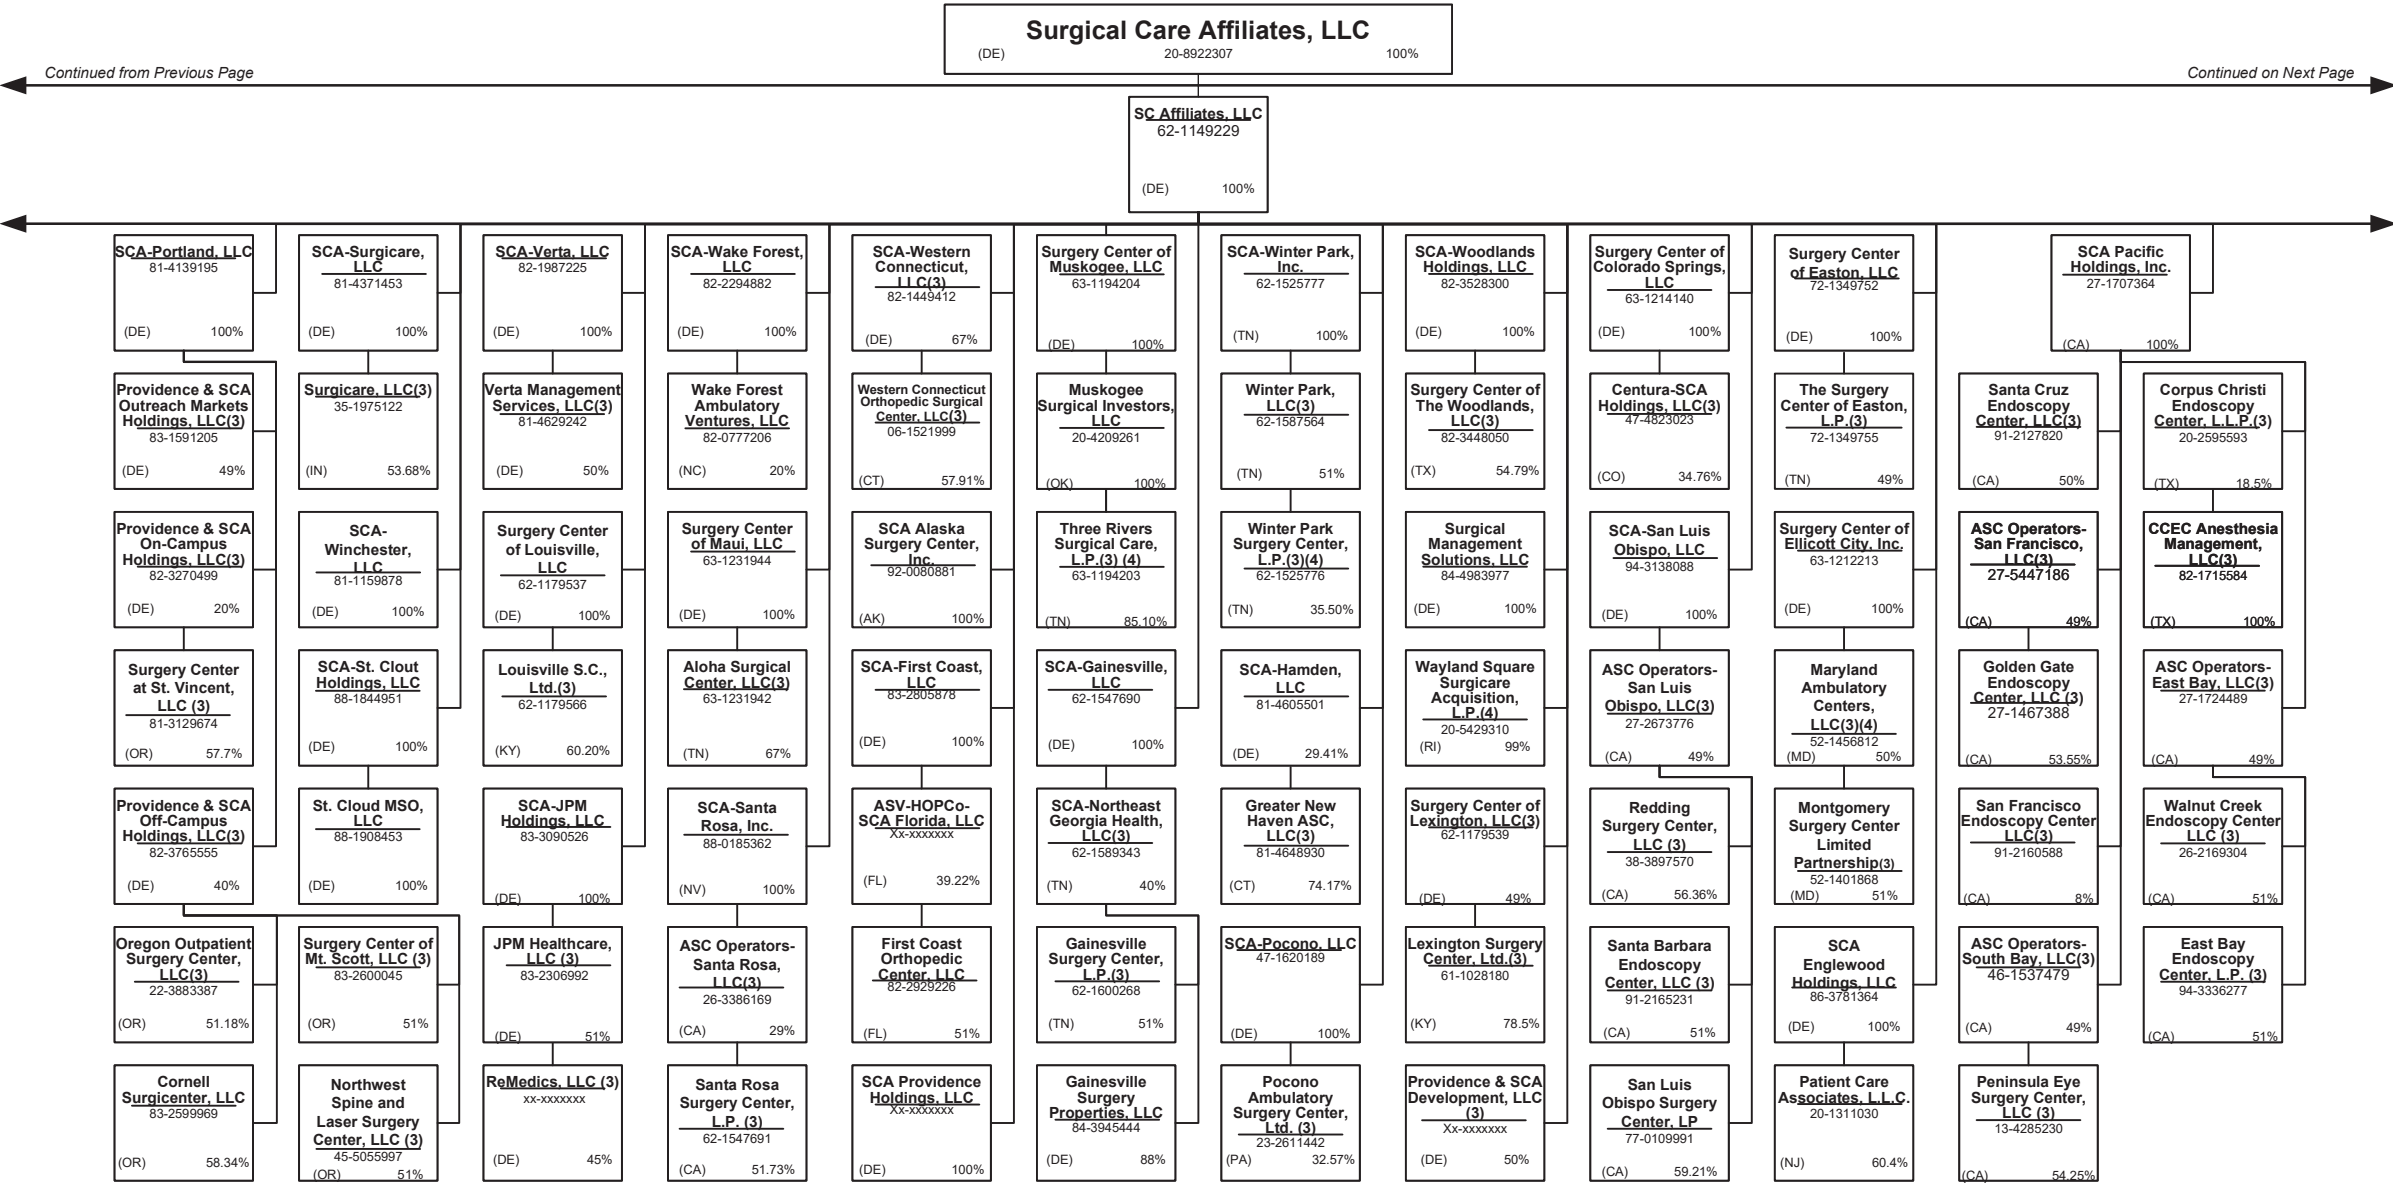 Surgical Care Affiliates, LLC
(DE) 20-8922307 100%
Continued from Previous Page
Continued on Next Page
SC Affiliates, LLC
62-1149229
(DE) 100%
SCA-Portland, LLC
81-4139195
(DE) 100%
SCA-Surgicare,
LLC
81-4371453
(DE) 100%
SCA-Verta, LLC
82-1987225
(DE) 100%
SCA-Wake Forest,
LLC
82-2294882
(DE) 100%
SCA-Western
Connecticut,
LLC(3)
82-1449412
(DE) 67%
Surgery Center of
Muskogee, LLC
63-1194204
(DE) 100%
SCA-Winter Park,
Inc.
62-1525777
(TN) 100%
SCA-Woodlands
Holdings, LLC
82-3528300
(DE) 100%
Surgery Center of
Colorado Springs,
LLC
63-1214140
(DE) 100%
Surgery Center
of Easton, LLC
72-1349752
(DE) 100%
SCA Pacific
Holdings, Inc.
27-1707364
(CA) 100%
Providence & SCA
Outreach Markets
Holdings, LLC(3)
83-1591205
(DE) 49%
Surgicare, LLC(3)
35-1975122
(IN) 53.68%
Verta Management
Services, LLC(3)
81-4629242
(DE) 50%
Wake Forest
Ambulatory
Ventures, LLC
82-0777206
(NC) 20%
Western Connecticut
Orthopedic Surgical
Center, LLC(3)
06-1521999
(CT) 57.91%
Muskogee
Surgical Investors,
LLC
20-4209261
(OK) 100%
Winter Park,
LLC(3)
62-1587564
(TN) 51%
Surgery Center of
The Woodlands,
LLC(3)
82-3448050
(TX) 54.79%
Centura-SCA
Holdings, LLC(3)
47-4823023
(CO) 34.76%
The Surgery
Center of Easton,
L.P.(3)
72-1349755
(TN) 49%
Santa Cruz
Endoscopy
Center, LLC(3)
91-2127820
(CA) 50%
Corpus Christi
Endoscopy
Center, L.L.P.(3)
20-2595593
(TX) 18.5%
Providence & SCA
On-Campus
Holdings, LLC(3)
82-3270499
(DE) 20%
SCA-
Winchester,
LLC
81-1159878
(DE) 100%
Surgery Center
of Louisville,
LLC
62-1179537
(DE) 100%
Surgery Center
of Maui, LLC
63-1231944
(DE) 100%
SCA Alaska
Surgery Center,
Inc.
92-0080881
(AK) 100%
Three Rivers
Surgical Care,
L.P.(3) (4)
63-1194203
(TN) 85.10%
Winter Park
Surgery Center,
L.P.(3)(4)
62-1525776
(TN) 35.50%
Surgical
Management
Solutions, LLC
84-4983977
(DE) 100%
SCA-San Luis
Obispo, LLC
94-3138088
(DE) 100%
Surgery Center of
Ellicott City, Inc.
63-1212213
(DE) 100%
ASC Operators-
San Francisco,
LLC(3)
27-5447186
(CA) 49%
CCEC Anesthesia
Management,
LLC(3)
82-1715584
(TX) 100%
Surgery Center
at St. Vincent,
LLC (3)
81-3129674
(OR) 57.7%
SCA-St. Clout
Holdings, LLC
88-1844951
(DE) 100%
Louisville S.C.,
Ltd.(3)
62-1179566
(KY) 60.20%
Aloha Surgical
Center, LLC(3)
63-1231942
(TN) 67%
SCA-First Coast,
LLC
83-2805878
(DE) 100%
SCA-Gainesville,
LLC
62-1547690
(DE) 100%
SCA-Hamden,
LLC
81-4605501
(DE) 29.41%
Wayland Square
Surgicare
Acquisition,
L.P.(4)
20-5429310
(RI) 99%
ASC Operators-
San Luis
Obispo, LLC(3)
27-2673776
(CA) 49%
Maryland
Ambulatory
Centers,
LLC(3)(4)
52-1456812
(MD) 50%
Golden Gate
Endoscopy
Center, LLC (3)
27-1467388
(CA) 53.55%
ASC Operators-
East Bay, LLC(3)
27-1724489
(CA) 49%
Providence & SCA
Off-Campus
Holdings, LLC(3)
82-3765555
(DE) 40%
St. Cloud MSO,
LLC
88-1908453
(DE) 100%
SCA-JPM
Holdings, LLC
83-3090526
(DE) 100%
SCA-Santa
Rosa, Inc.
88-0185362
(NV) 100%
ASV-HOPCo-
SCA Florida, LLC
Xx-xxxxxxx
(FL) 39.22%
SCA-Northeast
Georgia Health,
LLC(3)
62-1589343
(TN) 40%
Greater New
Haven ASC,
LLC(3)
81-4648930
(CT) 74.17%
Surgery Center of
Lexington, LLC(3)
62-1179539
(DE) 49%
Redding
Surgery Center,
LLC (3)
38-3897570
(CA) 56.36%
Montgomery
Surgery Center
Limited
Partnership(3)
52-1401868
(MD) 51%
San Francisco
Endoscopy Center
LLC(3)
91-2160588
(CA) 8%
Walnut Creek
Endoscopy Center
LLC (3)
26-2169304
(CA) 51%
Oregon Outpatient
Surgery Center,
LLC(3)
22-3883387
(OR) 51.18%
Surgery Center of
Mt. Scott, LLC (3)
83-2600045
(OR) 51%
JPM Healthcare,
LLC (3)
83-2306992
(DE) 51%
ASC Operators-
Santa Rosa,
LLC(3)
26-3386169
(CA) 29%
First Coast
Orthopedic
Center, LLC
82-2929226
(FL) 51%
Gainesville
Surgery Center,
L.P.(3)
62-1600268
(TN) 51%
SCA-Pocono, LLC
47-1620189
(DE) 100%
Lexington Surgery
Center, Ltd.(3)
61-1028180
(KY) 78.5%
Santa Barbara
Endoscopy
Center, LLC (3)
91-2165231
(CA) 51%
SCA
Englewood
Holdings, LLC
86-3781364
(DE) 100%
ASC Operators-
South Bay, LLC(3)
46-1537479
(CA) 49%
East Bay
Endoscopy
Center, L.P. (3)
94-3336277
(CA) 51%
Cornell
Surgicenter, LLC
83-2599969
(OR) 58.34%
Northwest
Spine and
Laser Surgery
Center, LLC (3)
45-5055997
(OR) 51%
ReMedics, LLC (3)
xx-xxxxxxx
(DE) 45%
Santa Rosa
Surgery Center,
L.P. (3)
62-1547691
(CA) 51.73%
SCA Providence
Holdings, LLC
Xx-xxxxxxx
(DE) 100%
Gainesville
Surgery
Properties, LLC
84-3945444
(DE) 88%
Pocono
Ambulatory
Surgery Center,
Ltd. (3)
23-2611442
(PA) 32.57%
Providence & SCA
Development, LLC
(3)
Xx-xxxxxxx
(DE) 50%
San Luis
Obispo Surgery
Center, LP
77-0109991
(CA) 59.21%
Patient Care
Associates, L.L.C.
20-1311030
(NJ) 60.4%
Peninsula Eye
Surgery Center,
LLC (3)
13-4285230
(CA) 54.25%